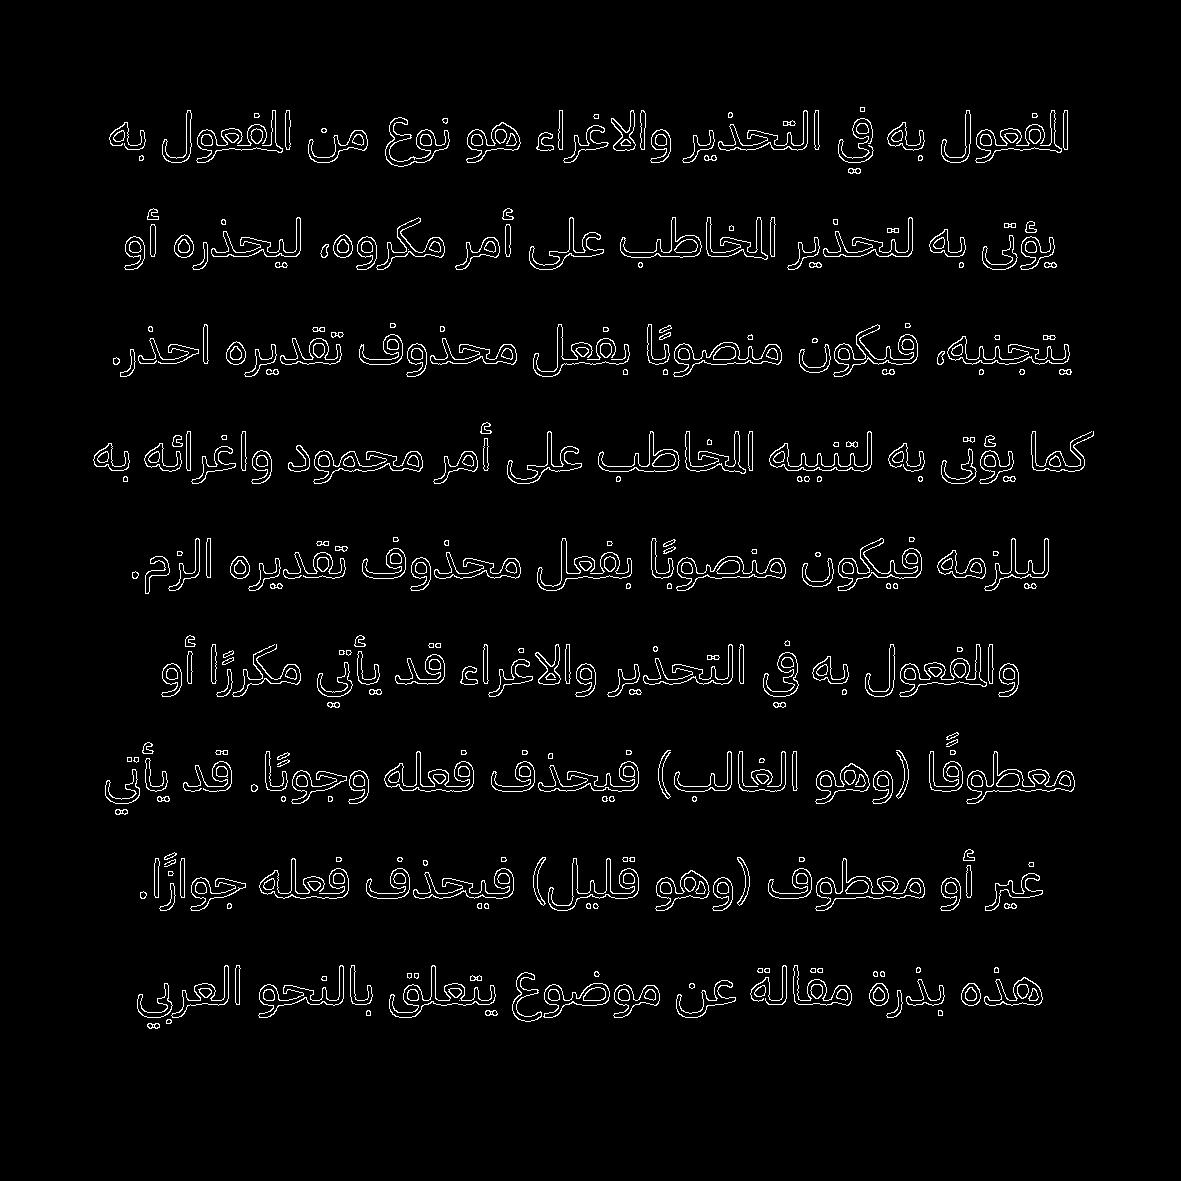 المفعول به في التحذير والاغراء هو نوع من المفعول به
يؤتى به لتحذير المخاطب على أمر مكروه، ليحذره أو
يتجنبه، فيكون منصوبًا بفعل محذوف تقديره احذر.
كما يؤتى به لتنبيه المخاطب على أمر محمود واغرائه به
ليلزمه فيكون منصوبًا بفعل محذوف تقديره الزم.
والمفعول به في التحذير والاغراء قد يأتي مكررًا أو
معطوفًا (وهو الغالب) فيحذف فعله وجوبًا. قد يأتي
غير أو معطوف (وهو قليل) فيحذف فعله جوازًا.
هذه بذرة مقالة عن موضوع يتعلق بالنحو العربي